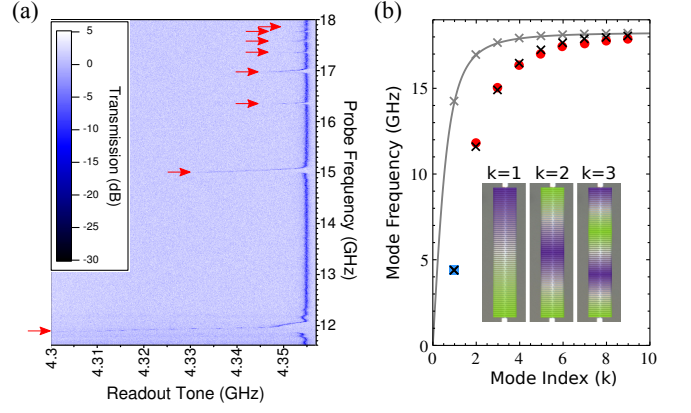 (a)
5
0
-5
-10
-15
-20
-25
-30
Transmission (dB)
18
17
16
15
14
13
12
Probe Frequency (GHz)
4.3
4.31
4.32
4.33
4.34
4.35
Readout Tone (GHz)
(b)
15
10
5
0
Mode Frequency (GHz)
k=1 k=2 k=3
0 2 4 6 8 10
Mode Index (k)